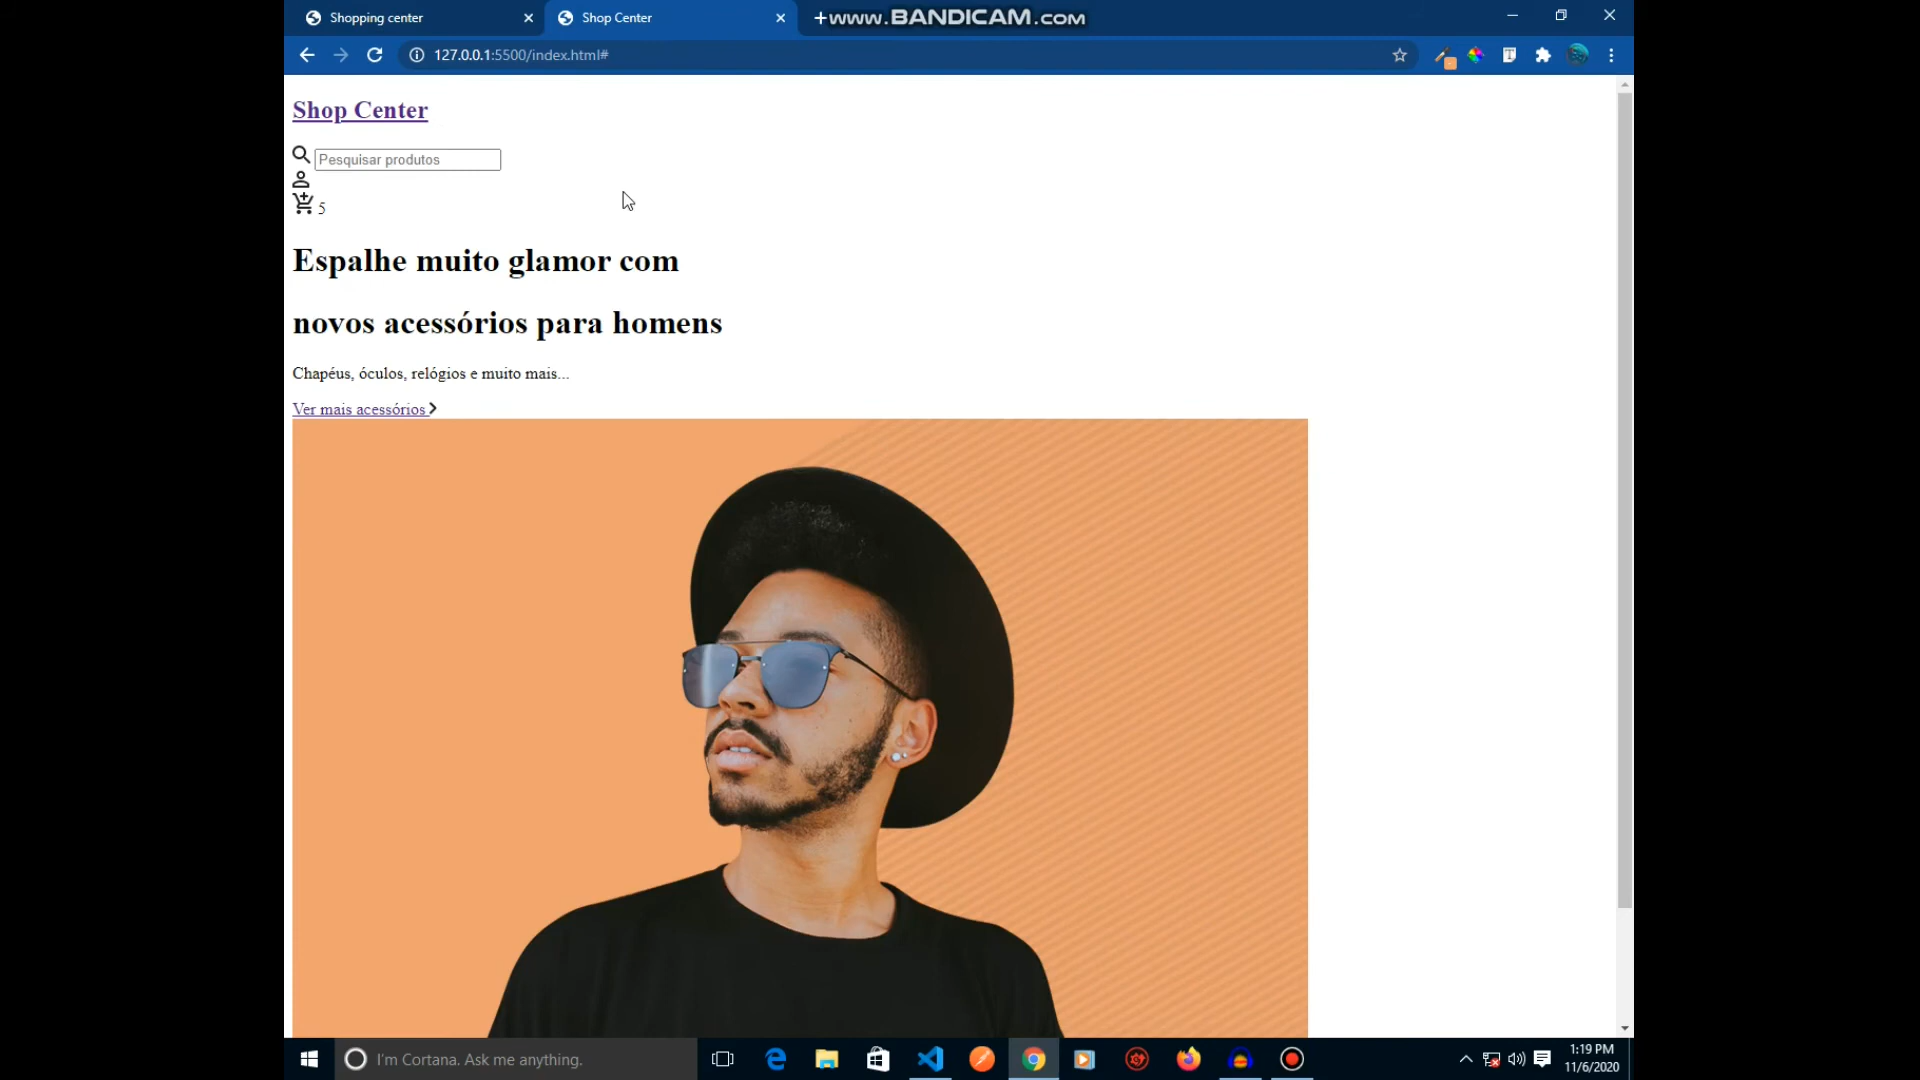 Shopping center
Shop Center
www.BANDICAM.com
127.0.0.1:5500/index.html#
Shop Center
Pesquisar produtos
5
Espalhe muito glamor com
novos acessórios para homens
Chapéus, óculos, relógios e muito mais...
Ver mais acessórios
I'm Cortana. Ask me anything.
1:19 PM
11/6/2020